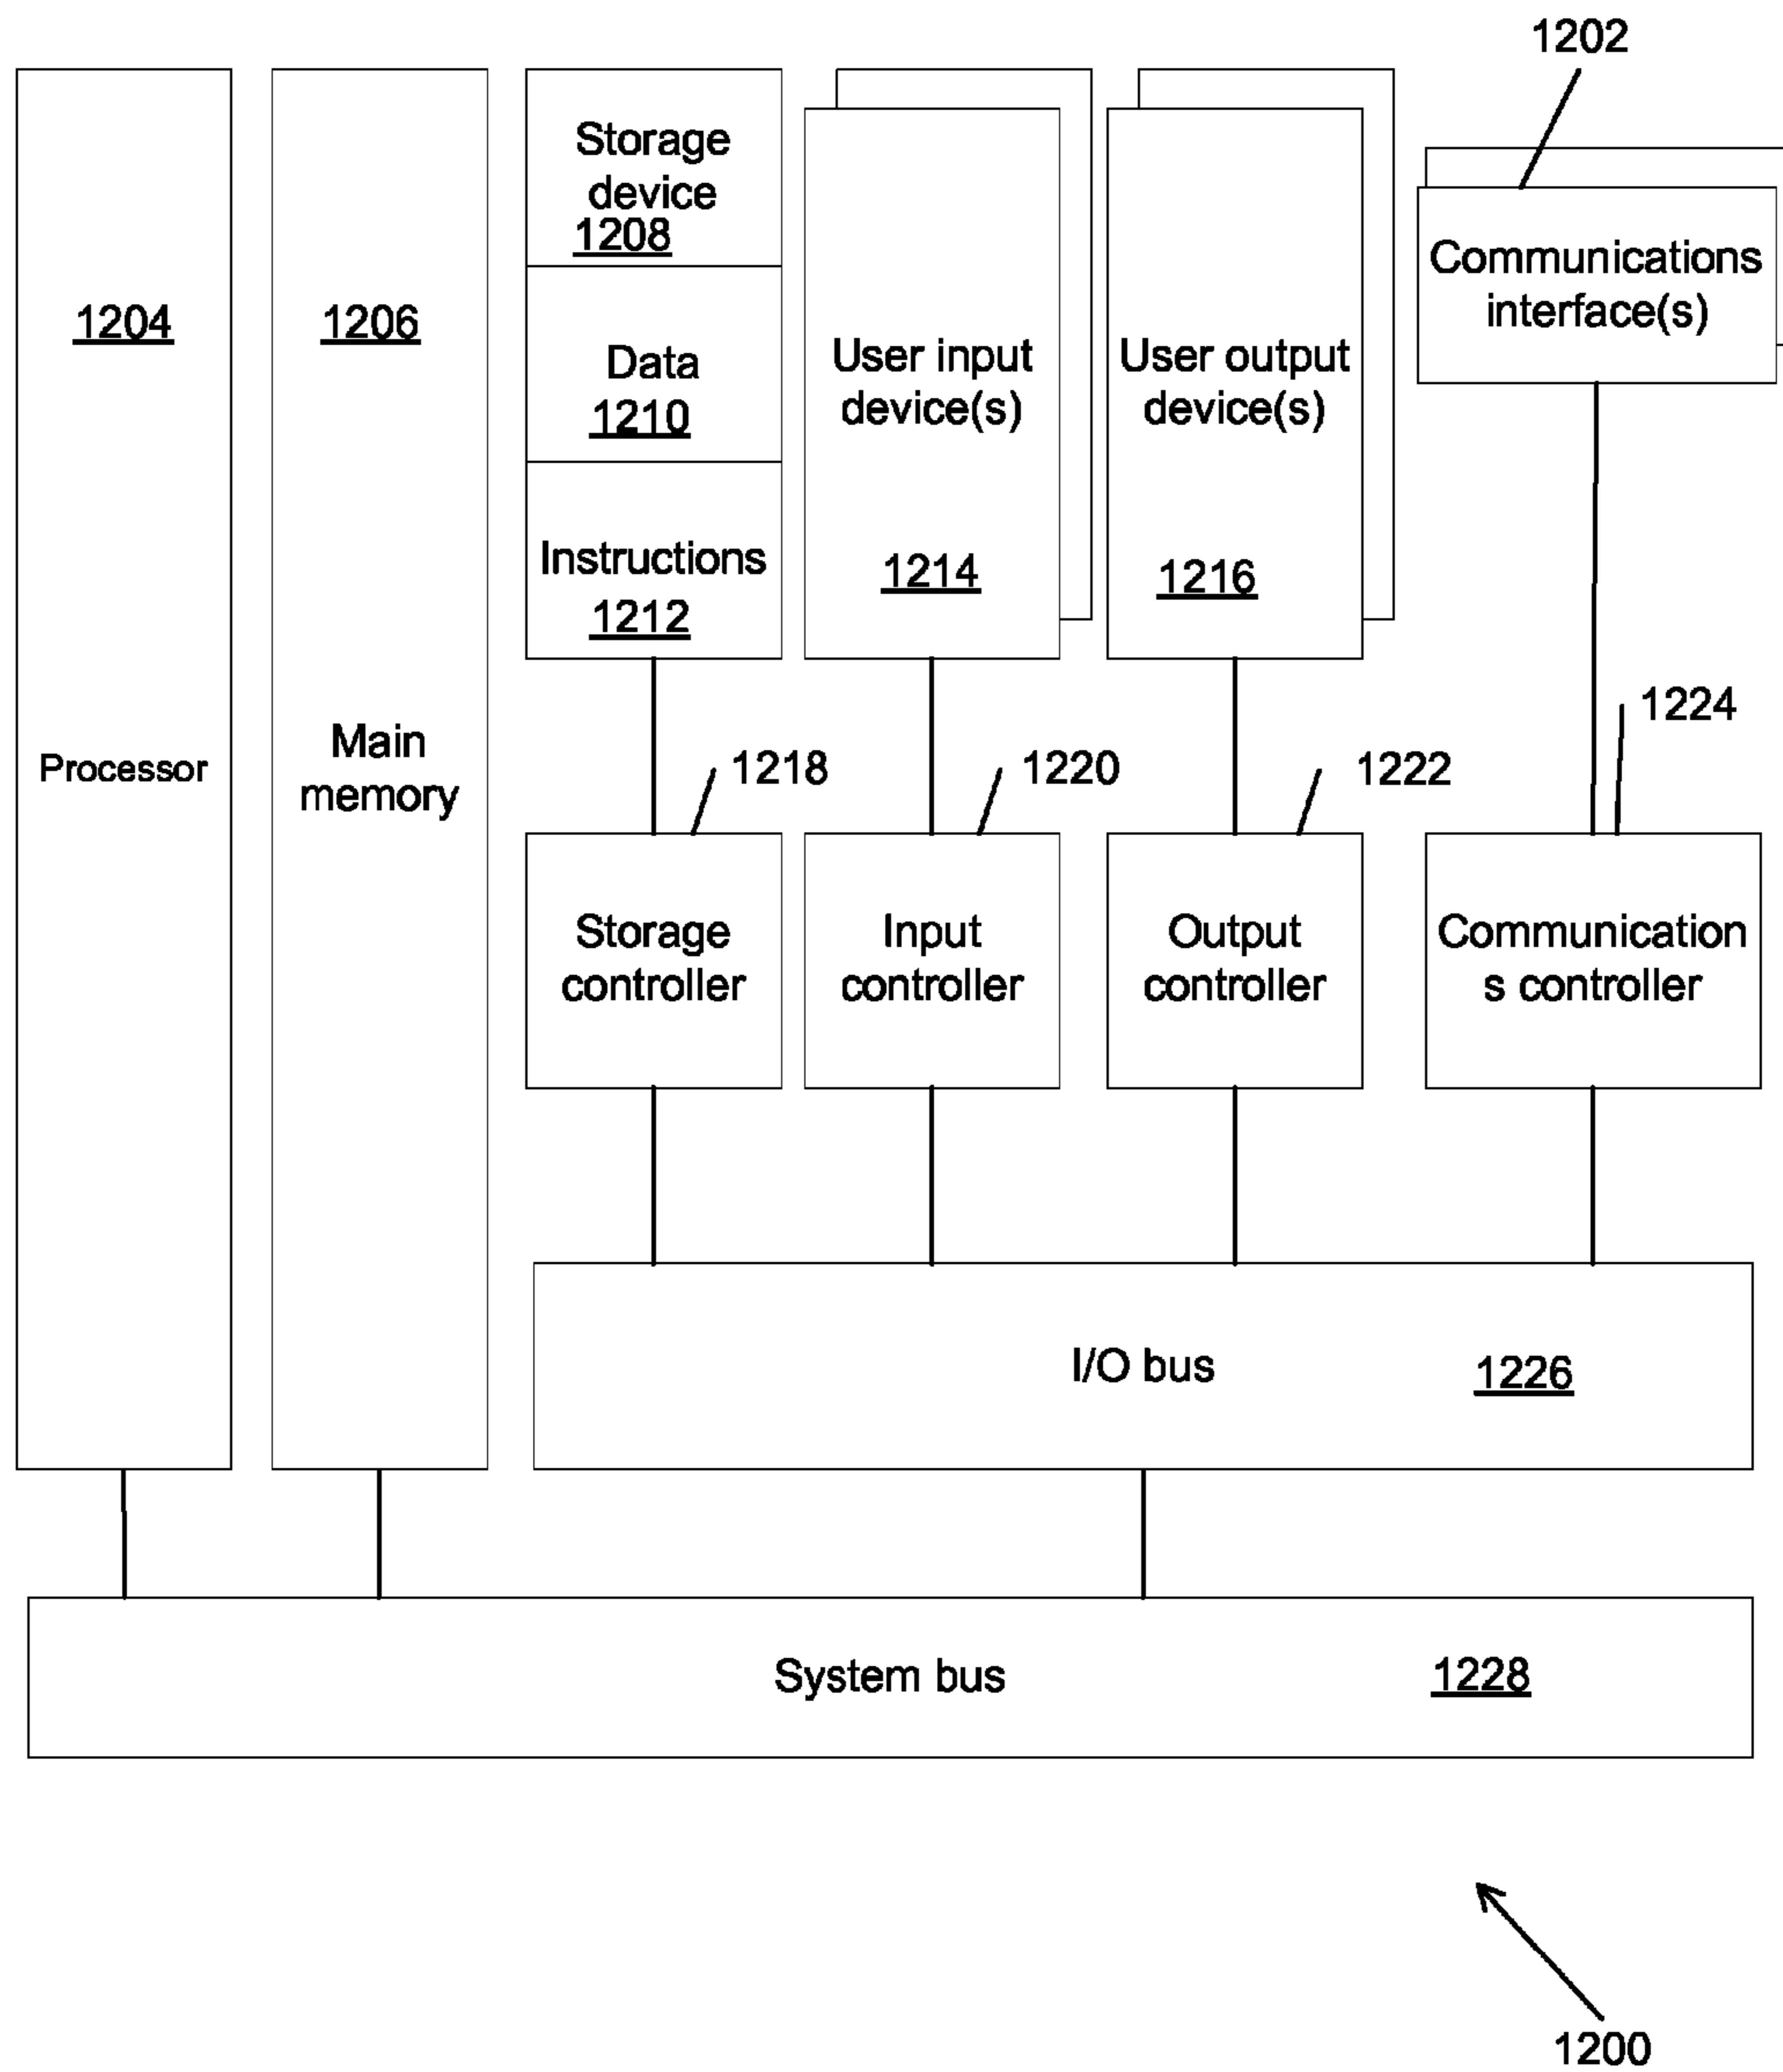 1202
Storage
device
1208
Communications
interface(s)
1204
1206
Data
1210
User input
device(s)
User output
device(s)
Instructions
1212
1214
1216
1224
Processor
Main
memory
1218
1220
1222
Storage
controller
Input
controller
Output
controller
Communication
s controller
I/O bus
1226
System bus
1228
1200